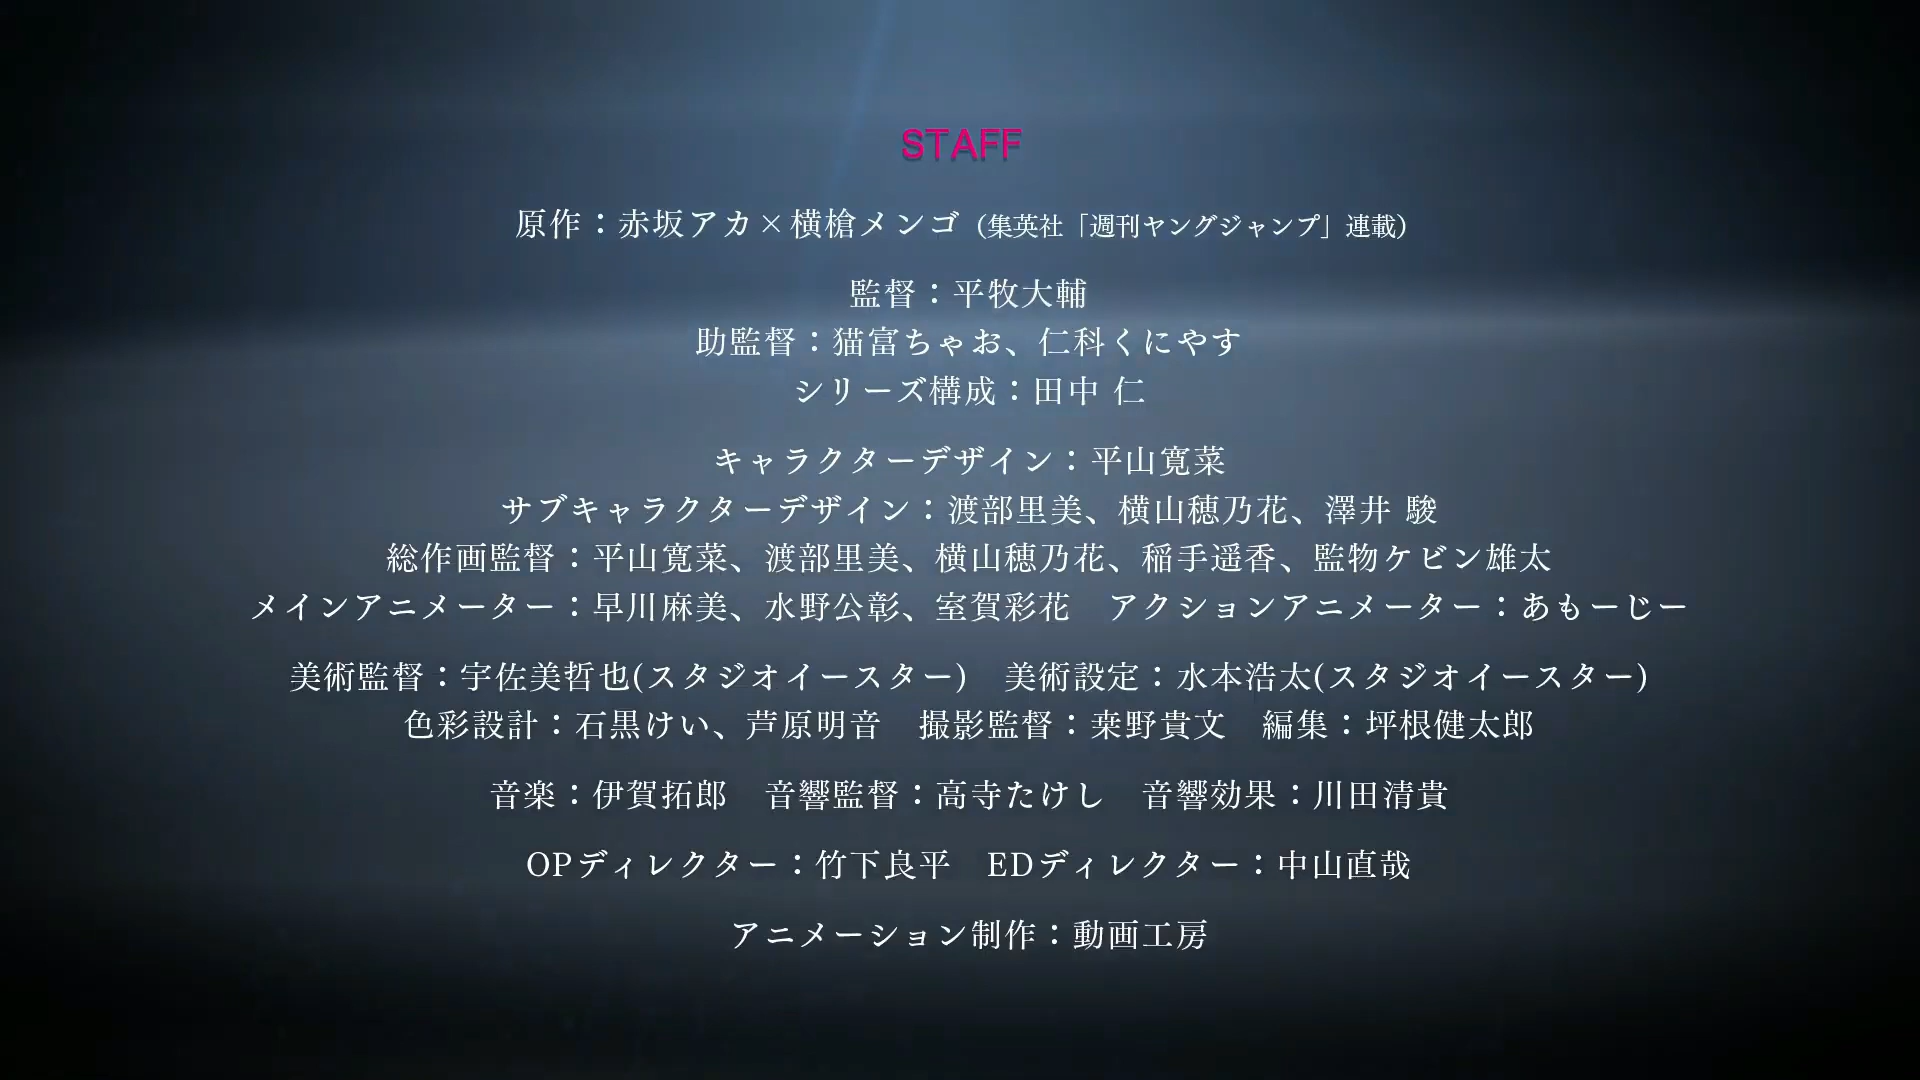 STAFF
原作：赤坂アカ×横槍メンゴ（集英社「週刊ヤングジャンプ」連載）
監督：平牧大輔
助監督：猫富ちゃお、仁科くにやす
シリーズ構成：田中 仁
キャラクターデザイン：平山寛菜
サブキャラクターデザイン：渡部里美、横山穂乃花、澤井 駿
総作画監督：平山寛菜、渡部里美、横山穂乃花、稲手遥香、監物ケビン雄太
メインアニメーター：早川麻美、水野公彰、室賀彩花　アクションアニメーター：あもーじー
美術監督：宇佐美哲也(スタジオイースター)　美術設定：水本浩太(スタジオイースター)
色彩設計：石黒けい、芦原明音　撮影監督：桒野貴文　編集：坪根健太郎
音楽：伊賀拓郎　音響監督：高寺たけし　音響効果：川田清貴
OPディレクター：竹下良平　EDディレクター：中山直哉
アニメーション制作：動画工房